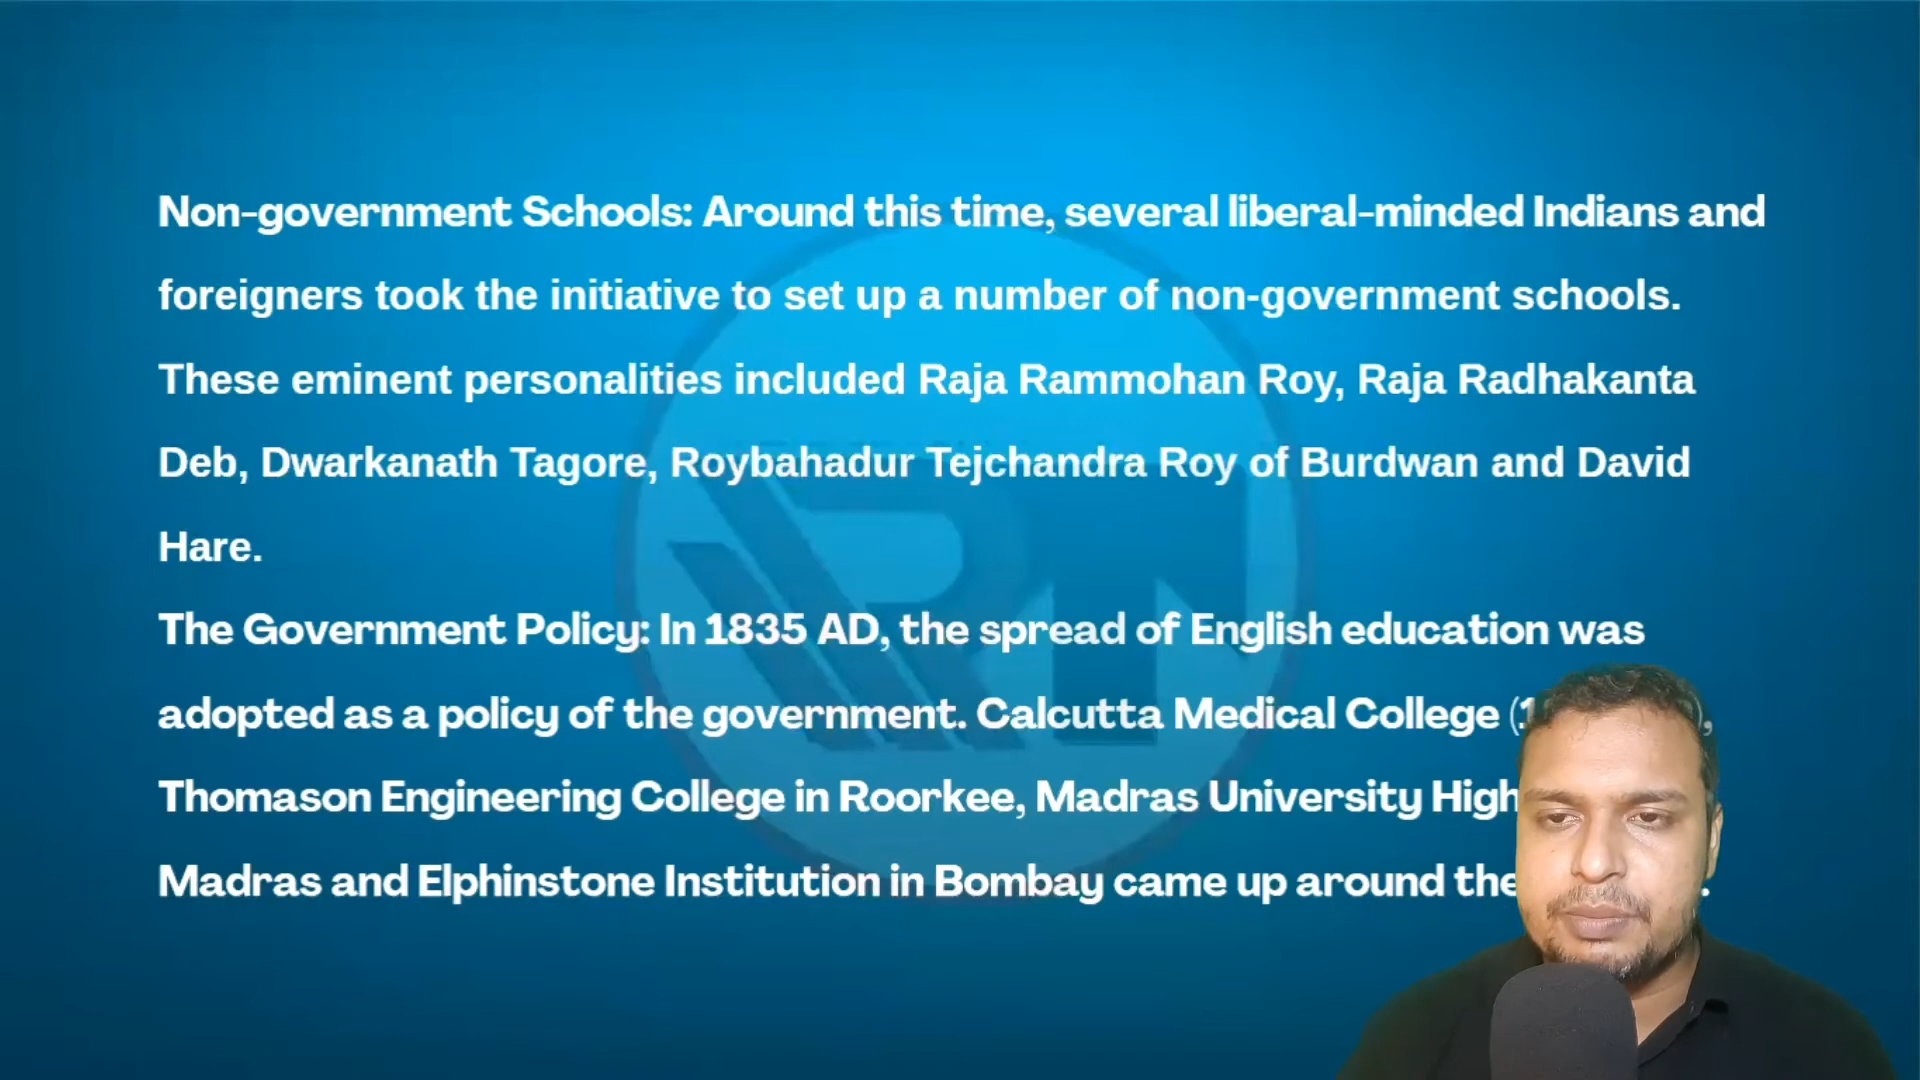 Non-government Schools: Around this time, several liberal-minded Indians and
foreigners took the initiative to set up a number of non-government schools.
These eminent personalities included Raja Rammohan Roy, Raja Radhakanta
Deb, Dwarkanath Tagore, Roybahadur Tejchandra Roy of Burdwan and David
Hare.
The Government Policy: In 1835 AD, the spread of English education was
adopted as a policy of the government. Calcutta Medical College
Thomason Engineering College in Roorkee, Madras University High
Madras and Elphinstone Institution in Bombay came up around the